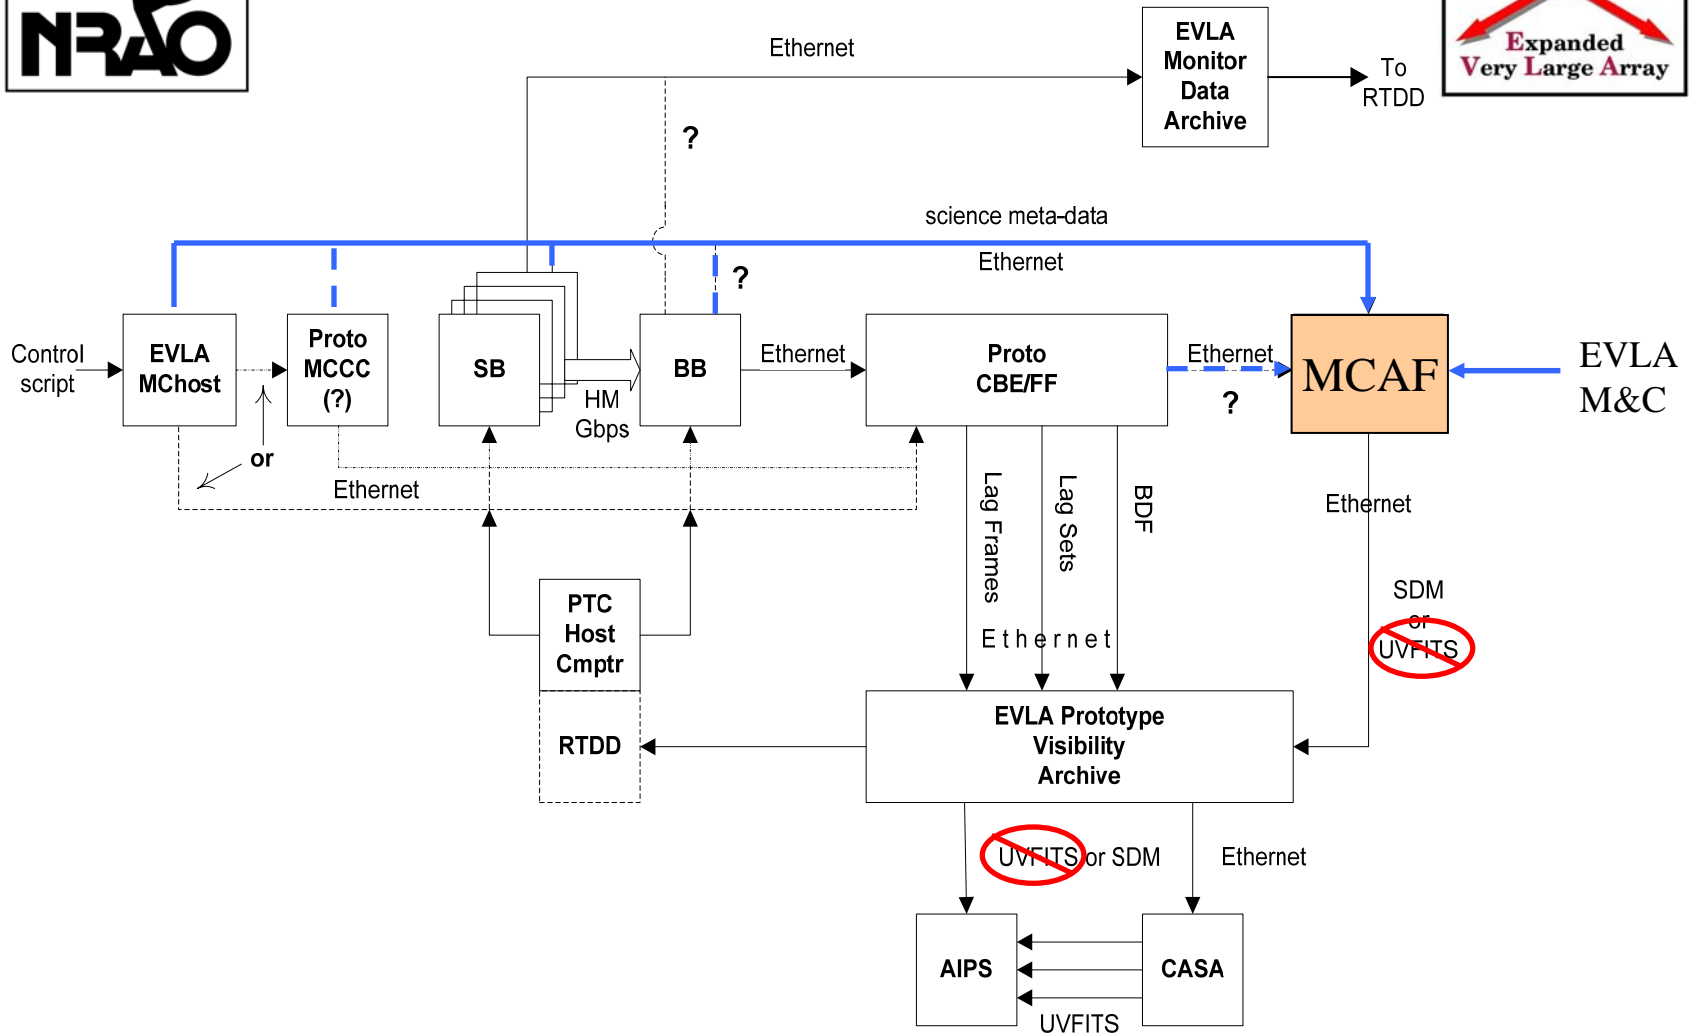 NRAO
Expanded
Very Large Array
Ethernet
EVLA
Monitor
Data
Archive
To
RTDD
?
science meta-data
Ethernet
?
Control
script
EVLA
MChost
Proto
MCCC
(?)
SB
HM
Gbps
BB
Ethernet
Proto
CBE/FF
Ethernet
?
MCAF
EVLA
M&C
or
Ethernet
Lag Frames
Lag Sets
BDF
Ethernet
Ethernet
SDM
or
UVFITS
PTC
Host
Cmptr
RTDD
EVLA Prototype
Visibility
Archive
UVFITS or SDM
Ethernet
AIPS
CASA
UVFITS